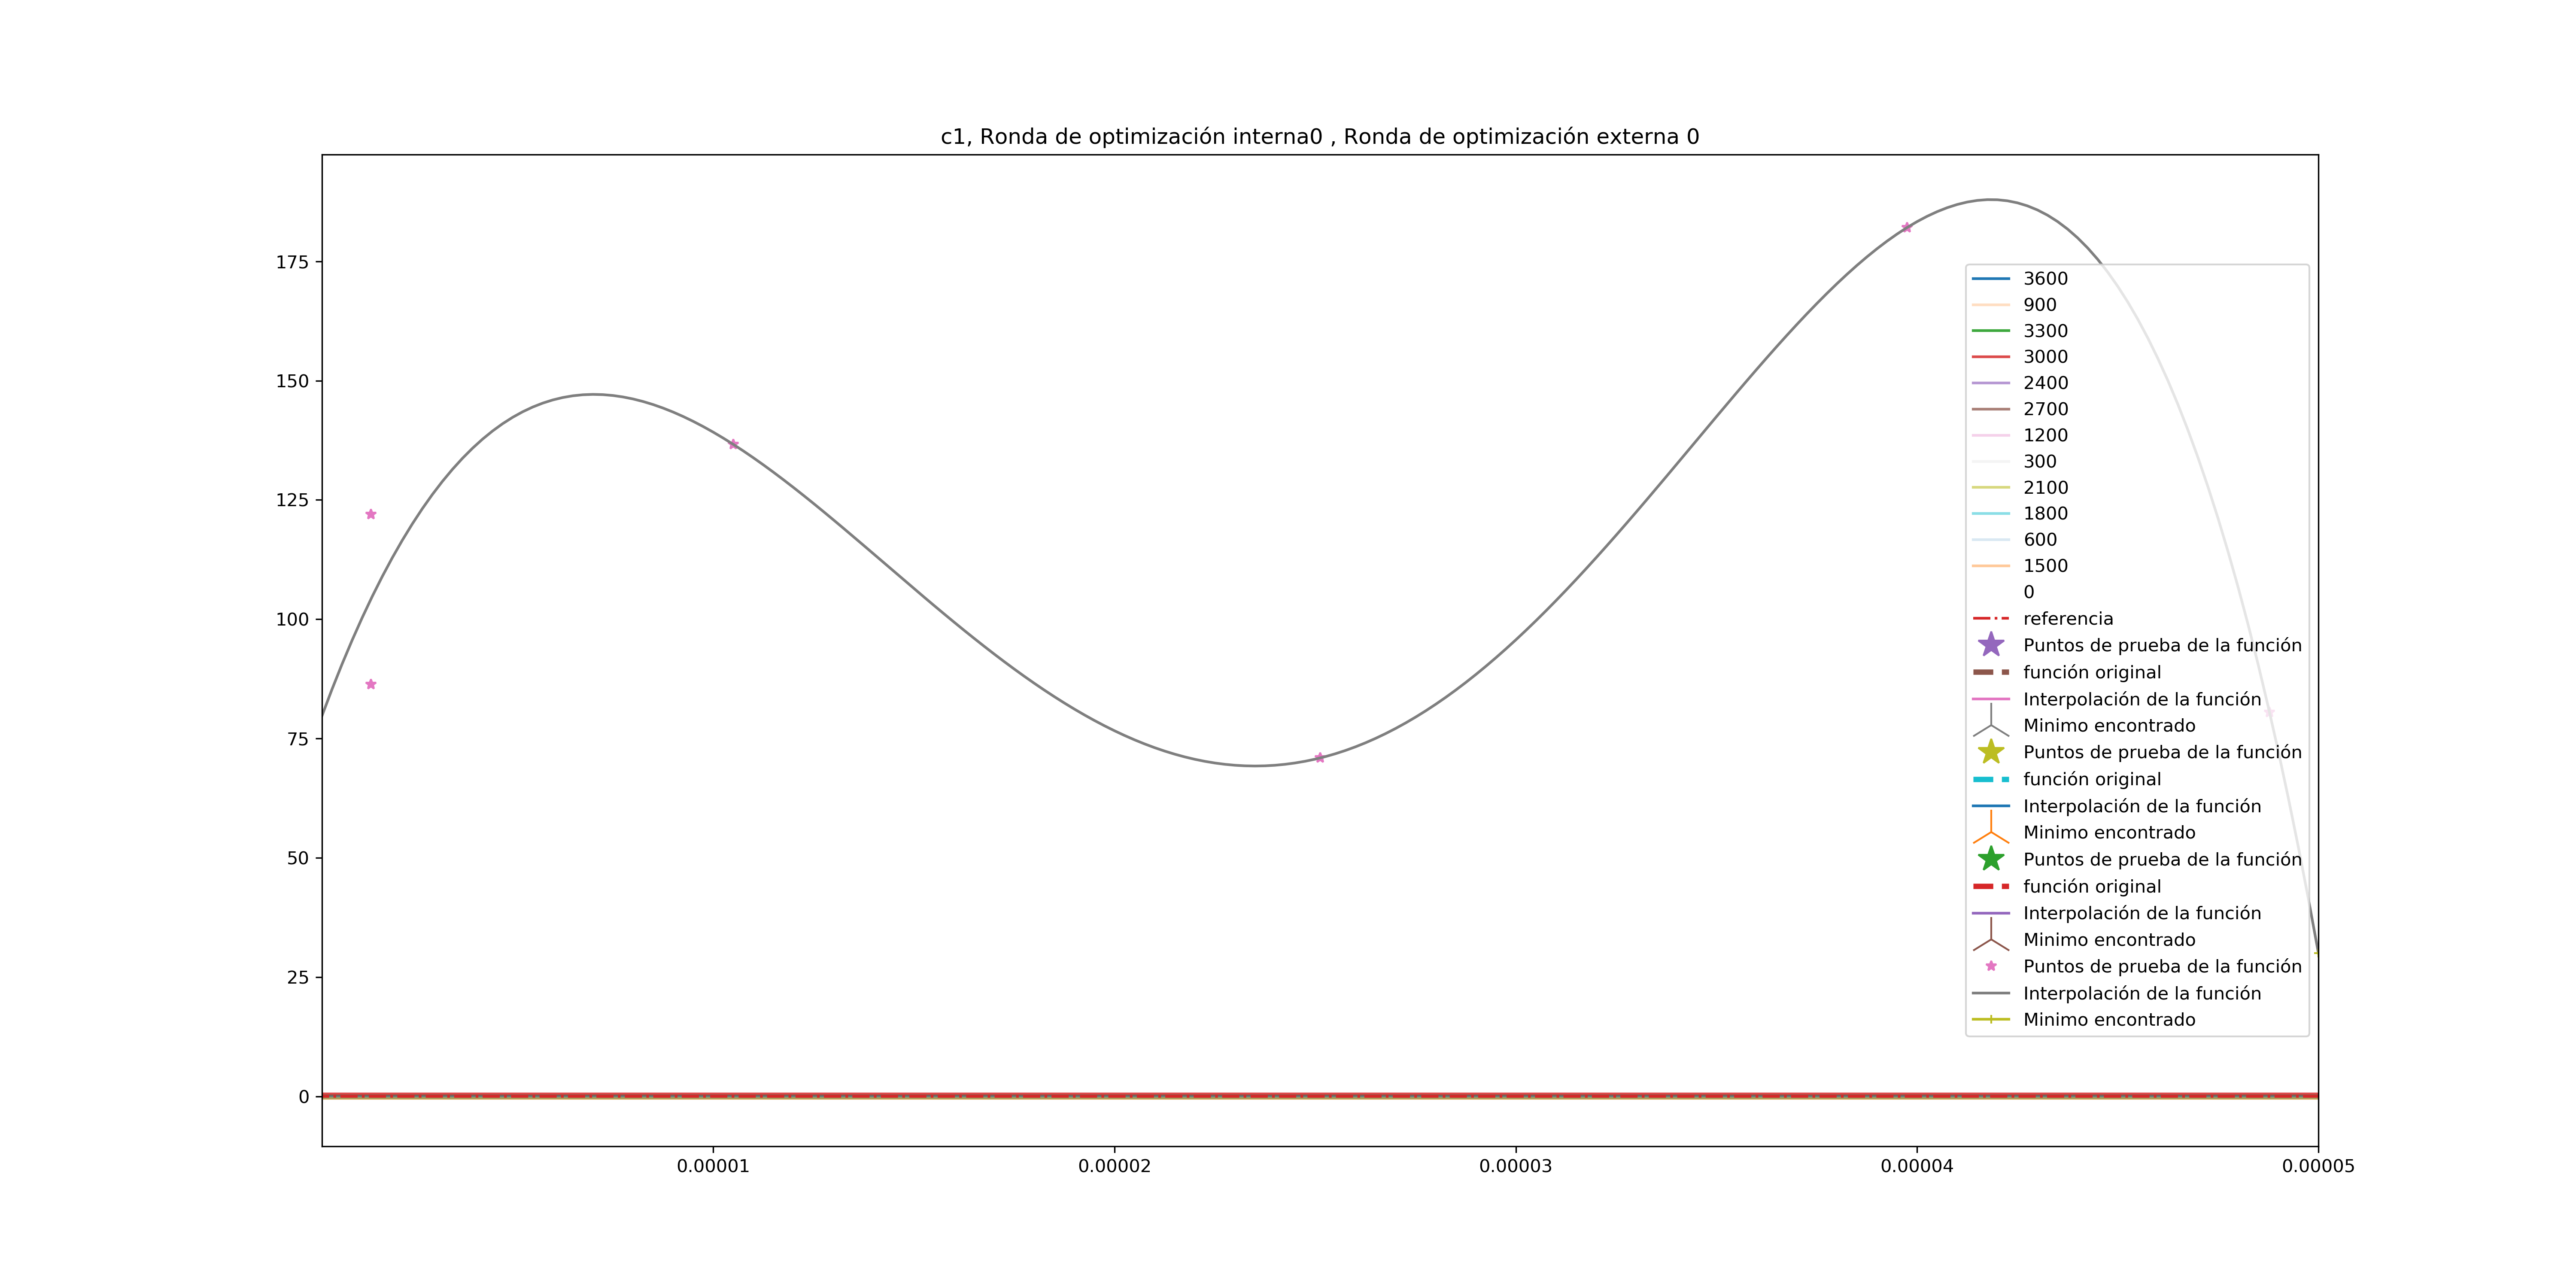 c1, Ronda de optimización interna0 , Ronda de optimización externa 0
175
150
125
100
75
50
25
0
0.00001
0.00002
0.00003
0.00004
0.00005
3600
900
3300
3000
2400
2700
1200
300
2100
1800
600
1500
0
referencia
Puntos de prueba de la función
función original
Interpolación de la función
Minimo encontrado
Puntos de prueba de la función
función original
Interpolación de la función
Minimo encontrado
Puntos de prueba de la función
función original
Interpolación de la función
Minimo encontrado
Puntos de prueba de la función
Interpolación de la función
Minimo encontrado